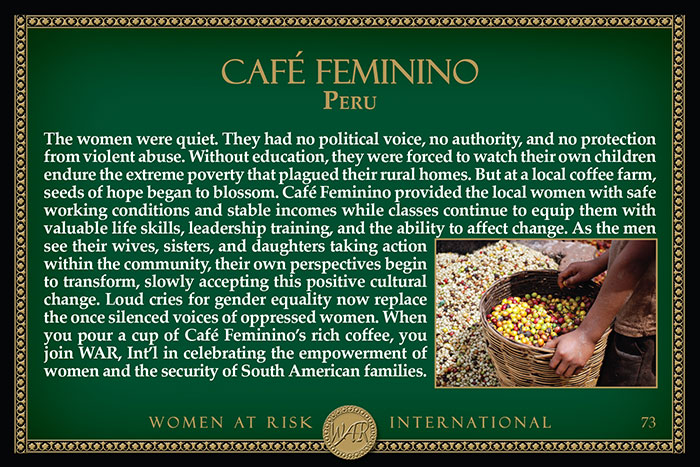 CAFÉ FEMININO
PERU
The women were quiet. They had no political voice, no authority, and no protection
from violent abuse. Without education, they were forced to watch their own children
endure the extreme poverty that plagued their rural homes. But at a local coffee farm,
seeds of hope began to blossom. Café Feminino provided the local women with safe
working conditions and stable incomes while classes continue to equip them with
valuable life skills, leadership training, and the ability to affect change. As the men
see their wives, sisters, and daughters taking action
within the community, their own perspectives begin
to transform, slowly accepting this positive cultural
change. Loud cries for gender equality now replace
the once silenced voices of oppressed women. When
you pour a cup of Café Feminino's rich coffee, you
join WAR, Int'l in celebrating the empowerment of
women and the security of South American families.
WOMEN AT RISK WAR INTERNATIONAL 73